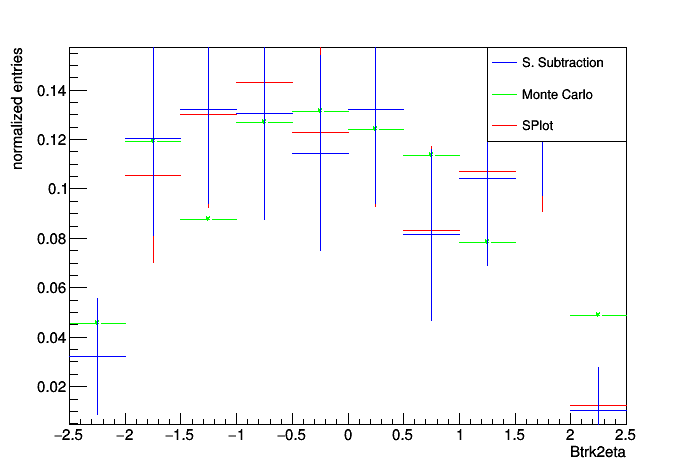 normalized entries
0.14
0.12
0.1
0.08
0.06
0.04
0.02
S. Subtraction
Monte Carlo
SPlot
−2.5 −2 −1.5 −1 −0.5 0 0.5 1 1.5 2 2.5
Btrk2eta